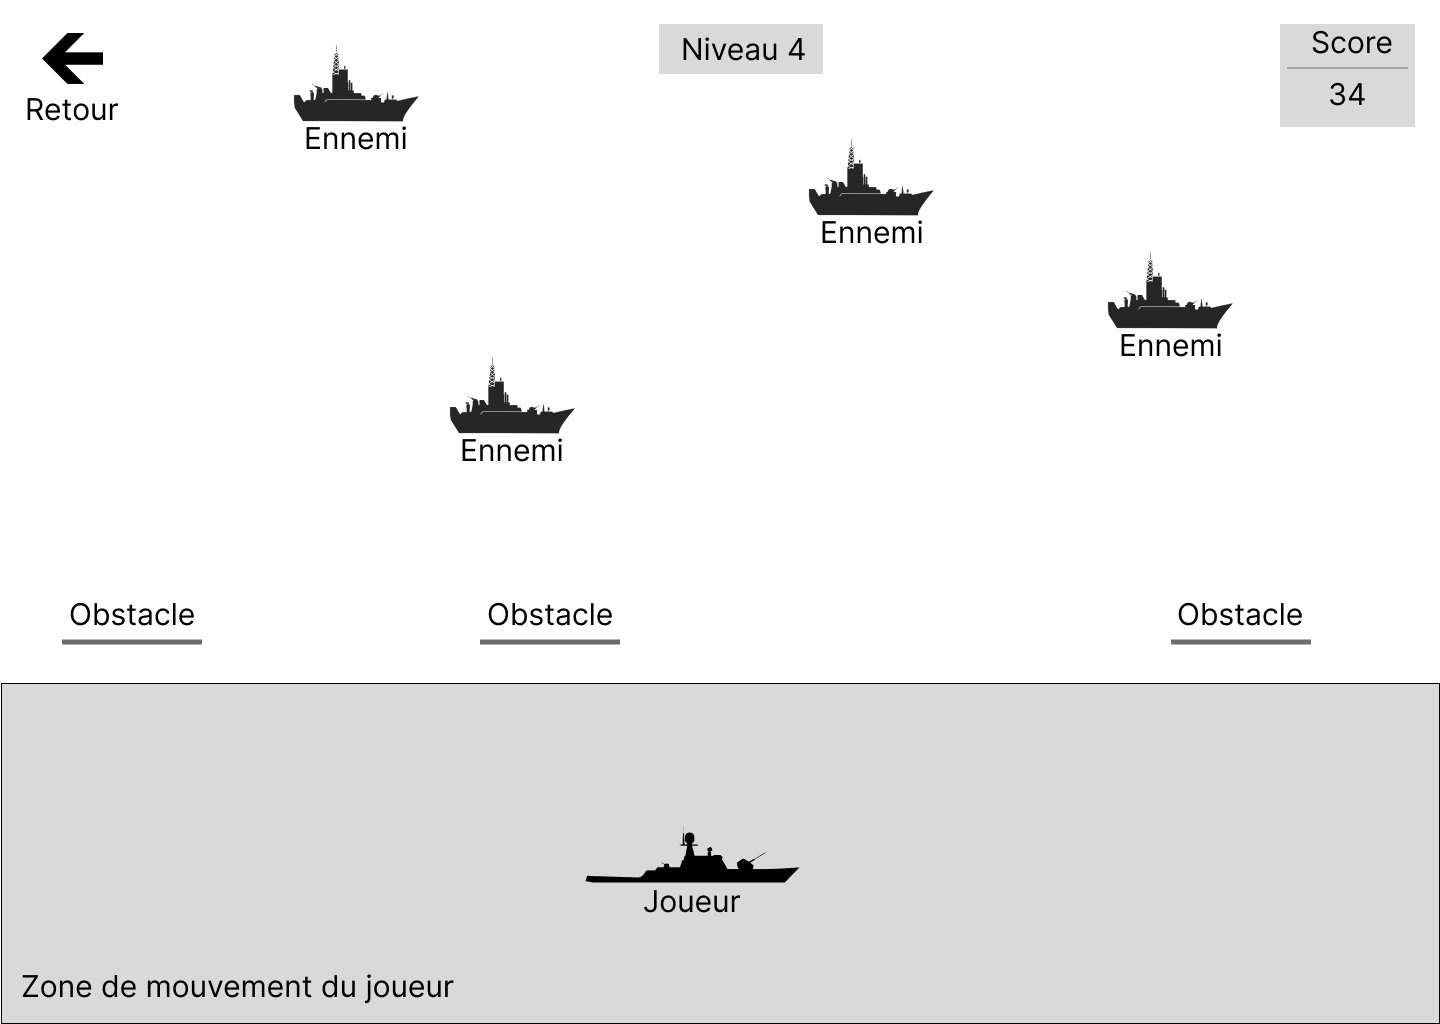 Niveau 4
Score
34
Retour
Ennemi
Ennemi
Ennemi
Ennemi
Obstacle
Obstacle
Obstacle
Joueur
Zone de mouvement du joueur